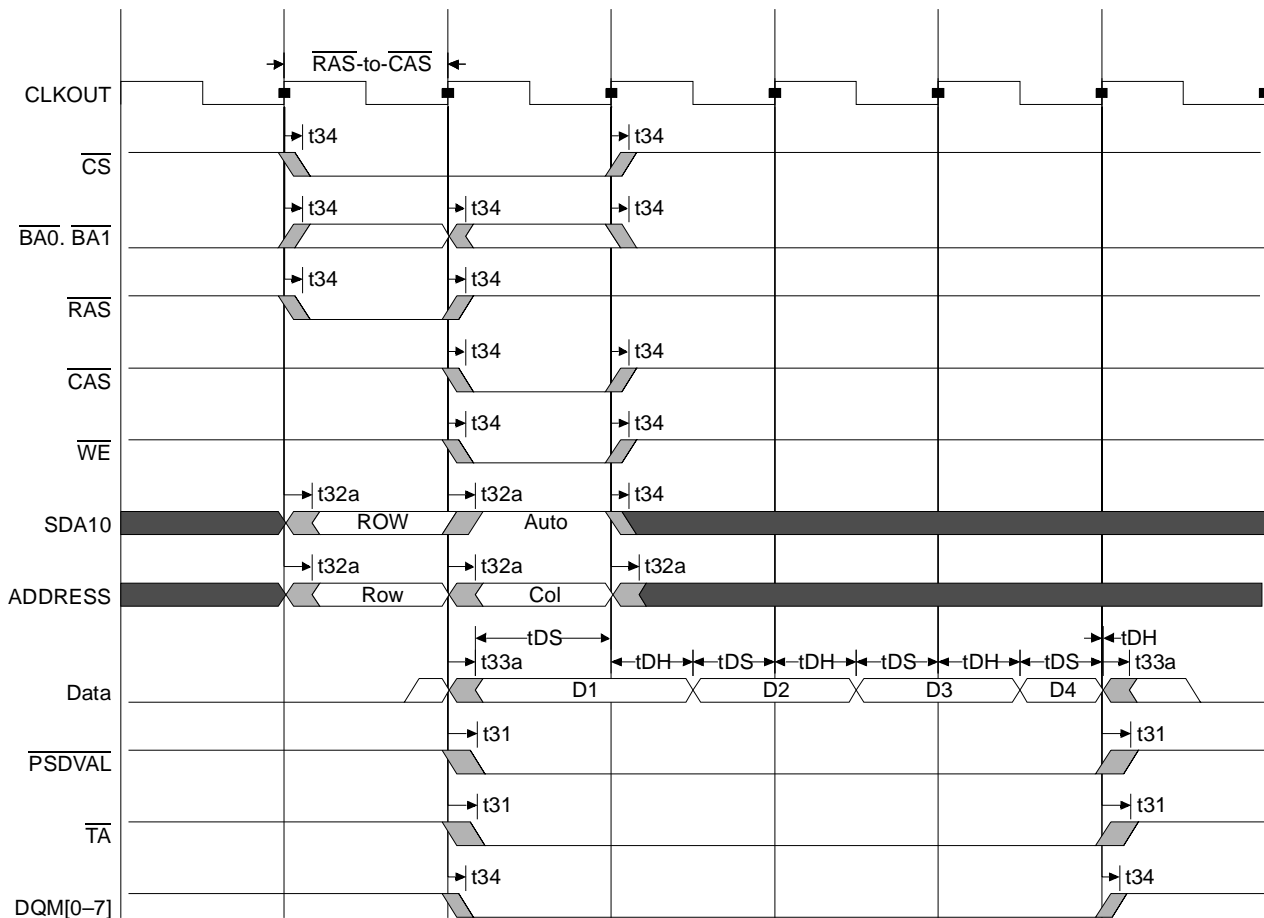 RAS-to-CAS
CLKOUT
t34 t34
CS
t34 t34 t34
BA0. BA1
t34 t34
RAS
t34 t34
CAS
t34 t34
WE
t32a t32a t34
SDA10 ROW Auto
t32a t32a t32a
ADDRESS Row Col
tDS tDH
t33a tDH tDS tDH tDS tDH tDS t33a
Data D1 D2 D3 D4
t31 t31
PSDVAL
t31 t31
TA
t34 t34
DQM[0–7]